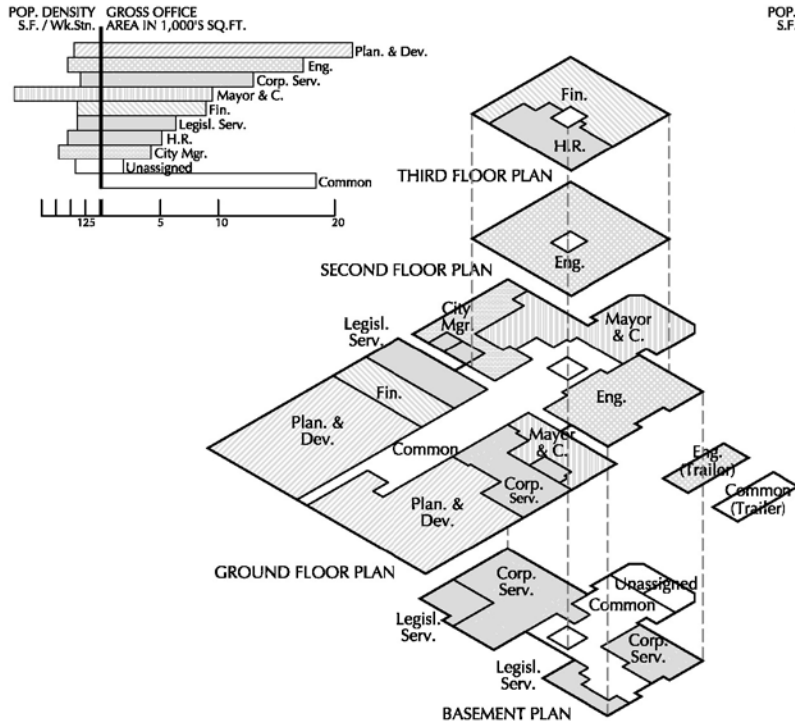 POP. DENSITY GROSS OFFICE
S.F. / Wk.Stn. AREA IN 1,000'S SQ.FT.
POP.
S.F.
Plan. & Dev.
Eng.
Corp. Serv.
Mayor & C.
Fin.
Legisl. Serv.
H.R.
City Mgr.
Unassigned
Common
125 5 10 20
Fin.
H.R.
THIRD FLOOR PLAN
Eng.
SECOND FLOOR PLAN
City
Mgr.
Mayor
& C.
Legisl.
Serv.
Fin.
Eng.
Plan. &
Dev.
Common
Mayor
& C.
Eng.
(Trailer)
Corp.
Serv.
Common
(Trailer)
Plan. &
Dev.
GROUND FLOOR PLAN
Corp.
Serv.
Unassigned
Common
Legisl.
Serv.
Corp.
Serv.
Legisl.
Serv.
BASEMENT PLAN